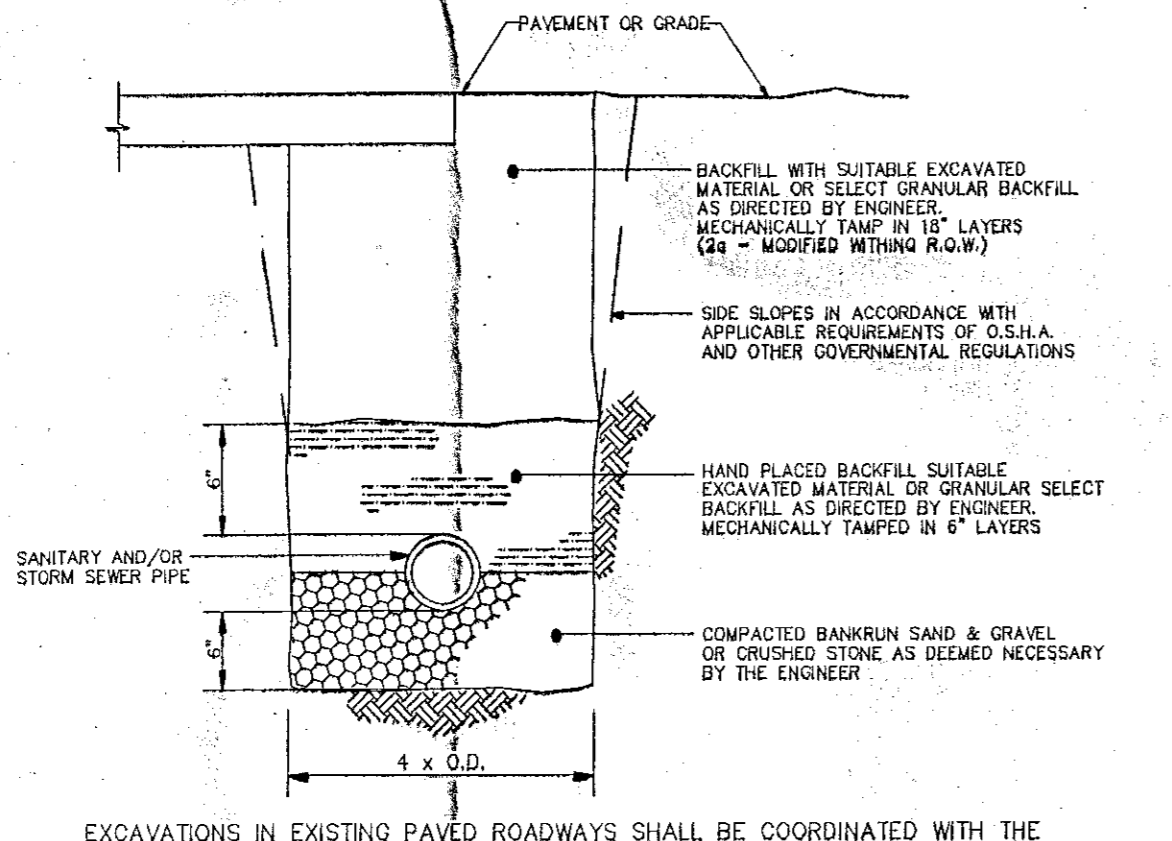 PAVEMENT OR GRADE
BACKFILL WITH SUITABLE EXCAVATED
MATERIAL OR SELECT GRANULAR BACKFILL
AS DIRECTED BY ENGINEER.
MECHANICALLY TAMP IN 18" LAYERS
(2a - MODIFIED WITHING R.O.W.)
SIDE SLOPES IN ACCORDANCE WITH
APPLICABLE REQUIREMENTS OF O.S.H.A.
AND OTHER GOVERNMENTAL REGULATIONS
6"
HAND PLACED BACKFILL SUITABLE
EXCAVATED MATERIAL OR GRANULAR SELECT
BACKFILL AS DIRECTED BY ENGINEER.
MECHANICALLY TAMPED IN 6" LAYERS
SANITARY AND/OR
STORM SEWER PIPE
6"
COMPACTED BANKRUN SAND & GRAVEL
OR CRUSHED STONE AS DEEMED NECESSARY
BY THE ENGINEER
4 x O.D.
EXCAVATIONS IN EXISTING PAVED ROADWAYS SHALL BE COORDINATED WITH THE